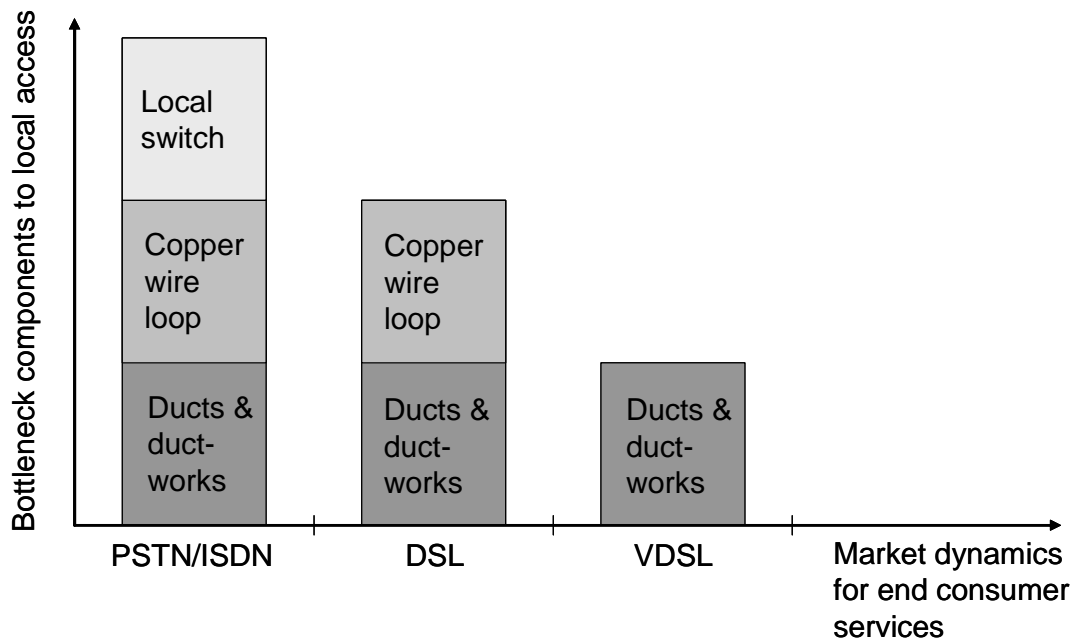 Bottleneck components to local access
Local
switch
Copper
wire
loop
Ducts &
duct-
works
Copper
wire
loop
Ducts &
duct-
works
Ducts &
duct-
works
PSTN/ISDN
DSL
VDSL
Market dynamics
for end consumer
services